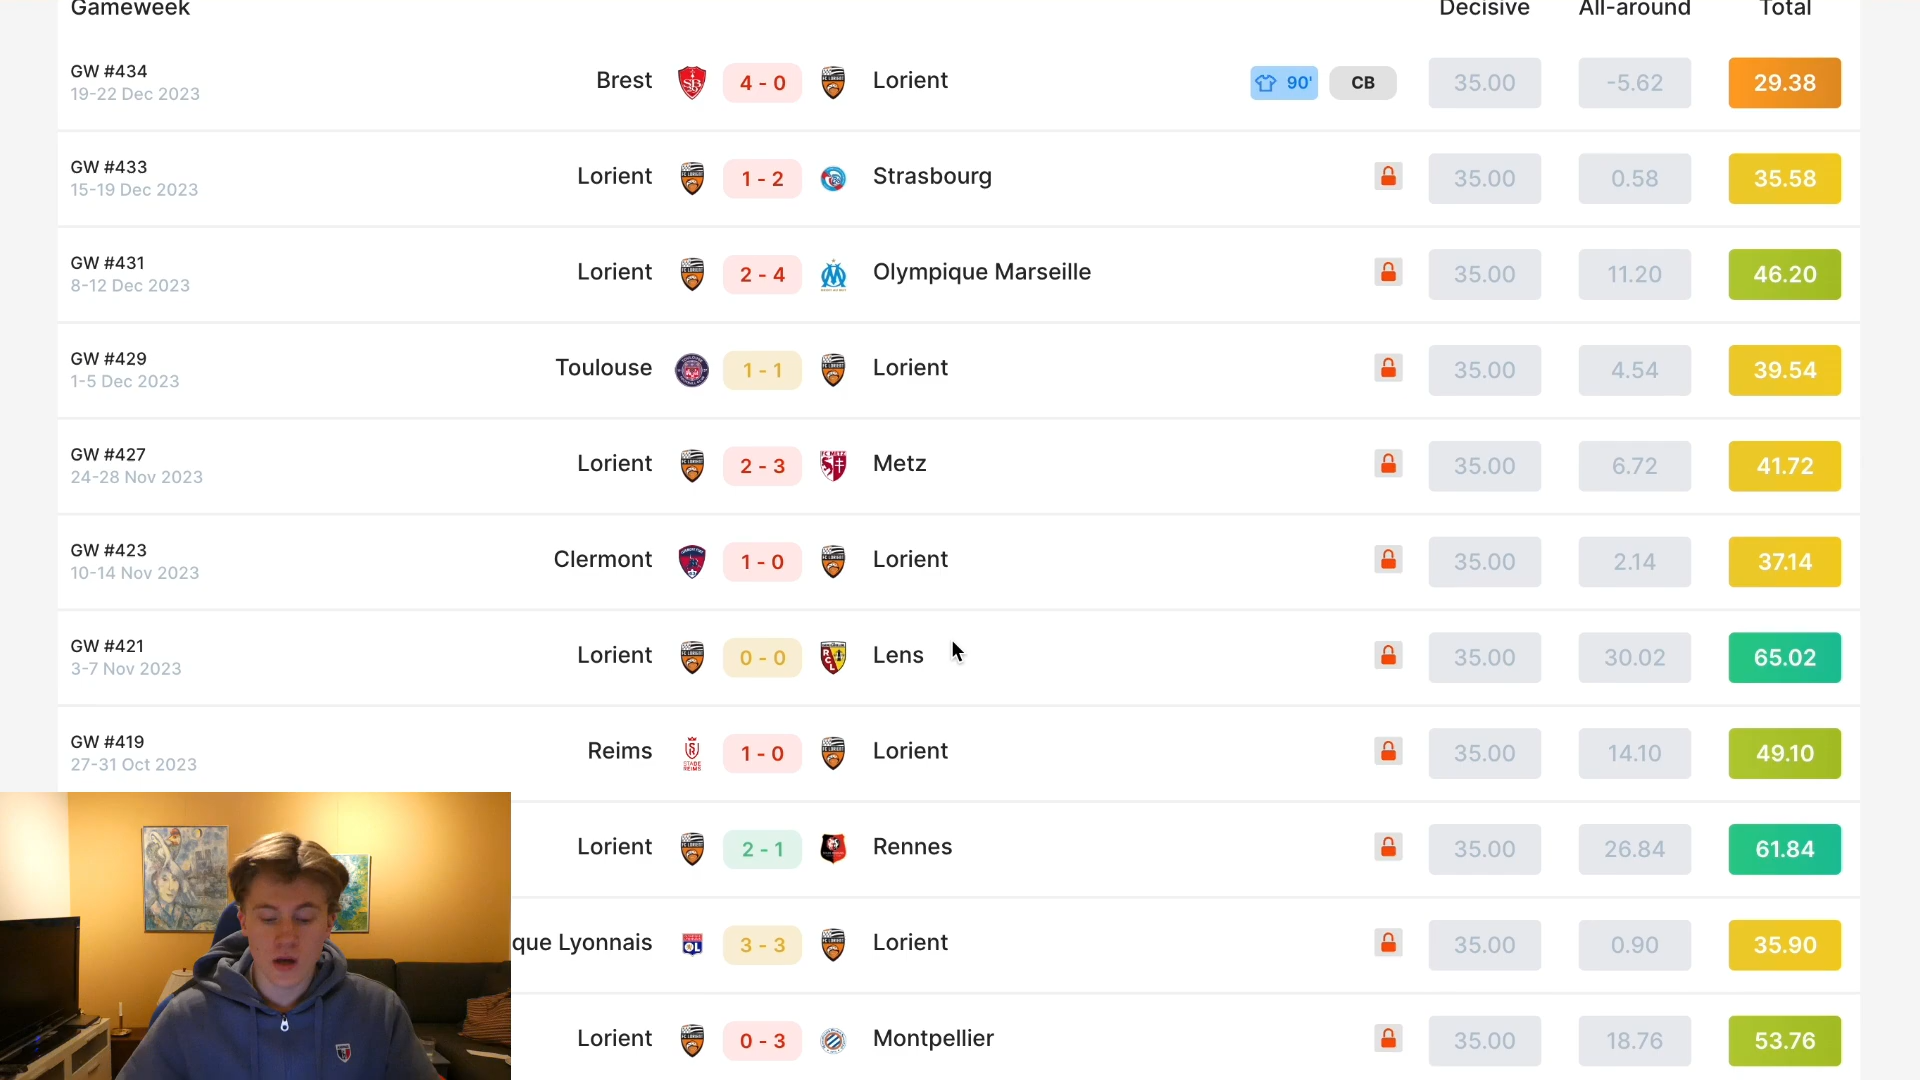 Gameweek Decisive All-around Total
GW #434
19-22 Dec 2023
Brest 4 - 0 Lorient 90' CB 35.00 -5.62 29.38
GW #433
15-19 Dec 2023
Lorient 1 - 2 Strasbourg 35.00 0.58 35.58
GW #431
8-12 Dec 2023
Lorient 2 - 4 Olympique Marseille 35.00 11.20 46.20
GW #429
1-5 Dec 2023
Toulouse 1 - 1 Lorient 35.00 4.54 39.54
GW #427
24-28 Nov 2023
Lorient 2 - 3 Metz 35.00 6.72 41.72
GW #423
10-14 Nov 2023
Clermont 1 - 0 Lorient 35.00 2.14 37.14
GW #421
3-7 Nov 2023
Lorient 0 - 0 Lens 35.00 30.02 65.02
GW #419
27-31 Oct 2023
Reims 1 - 0 Lorient 35.00 14.10 49.10
Lorient 2 - 1 Rennes 35.00 26.84 61.84
que Lyonnais 3 - 3 Lorient 35.00 0.90 35.90
Lorient 0 - 3 Montpellier 35.00 18.76 53.76